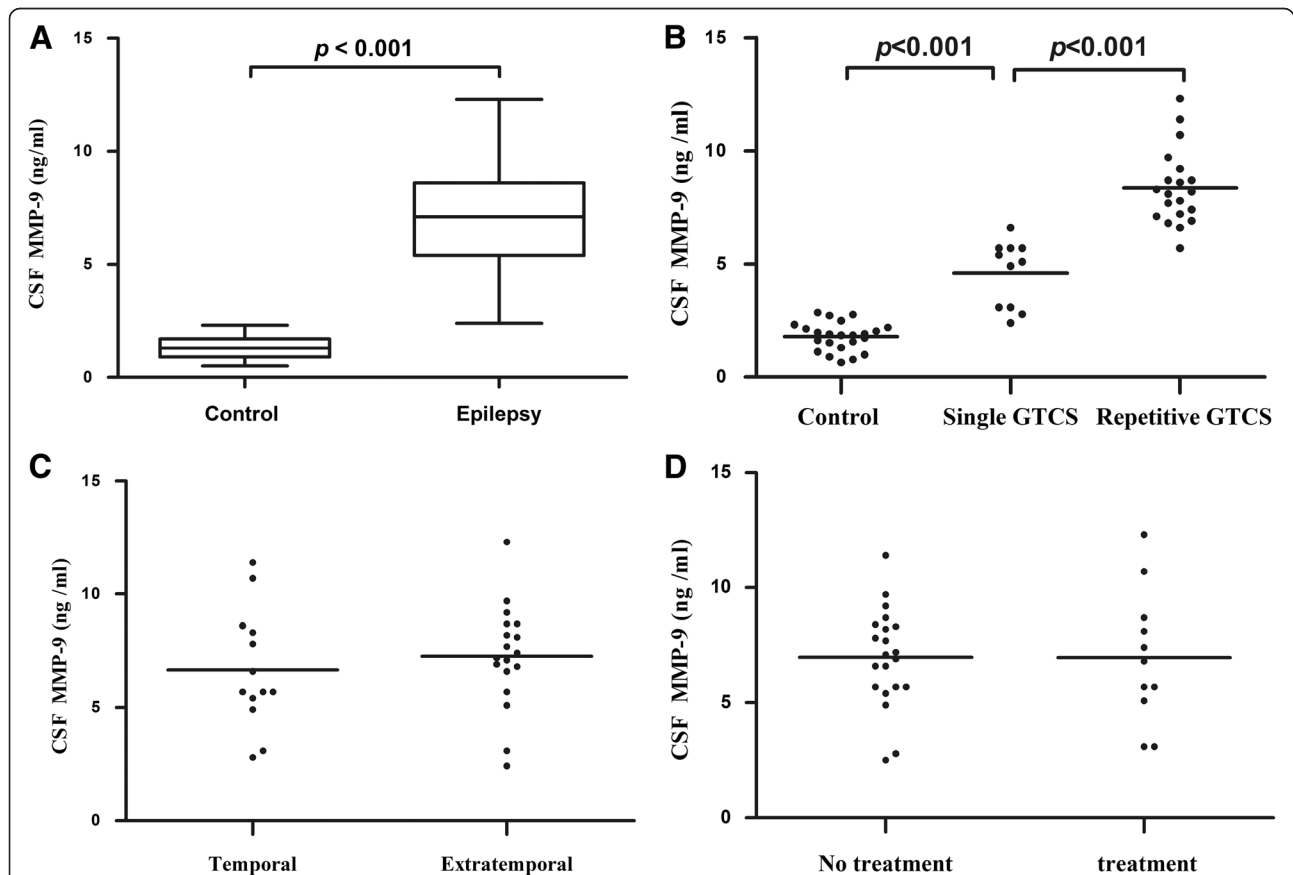 A
p < 0.001
CSF MMP-9 (ng/ml)
15
10
5
0
Control Epilepsy
B
p<0.001 p<0.001
CSF MMP-9 (ng /ml)
15
10
5
0
Control Single GTCS Repetitive GTCS
C
CSF MMP-9 (ng /ml)
15
10
5
0
Temporal Extratemporal
D
CSF MMP-9 (ng /ml)
15
10
5
0
No treatment treatment